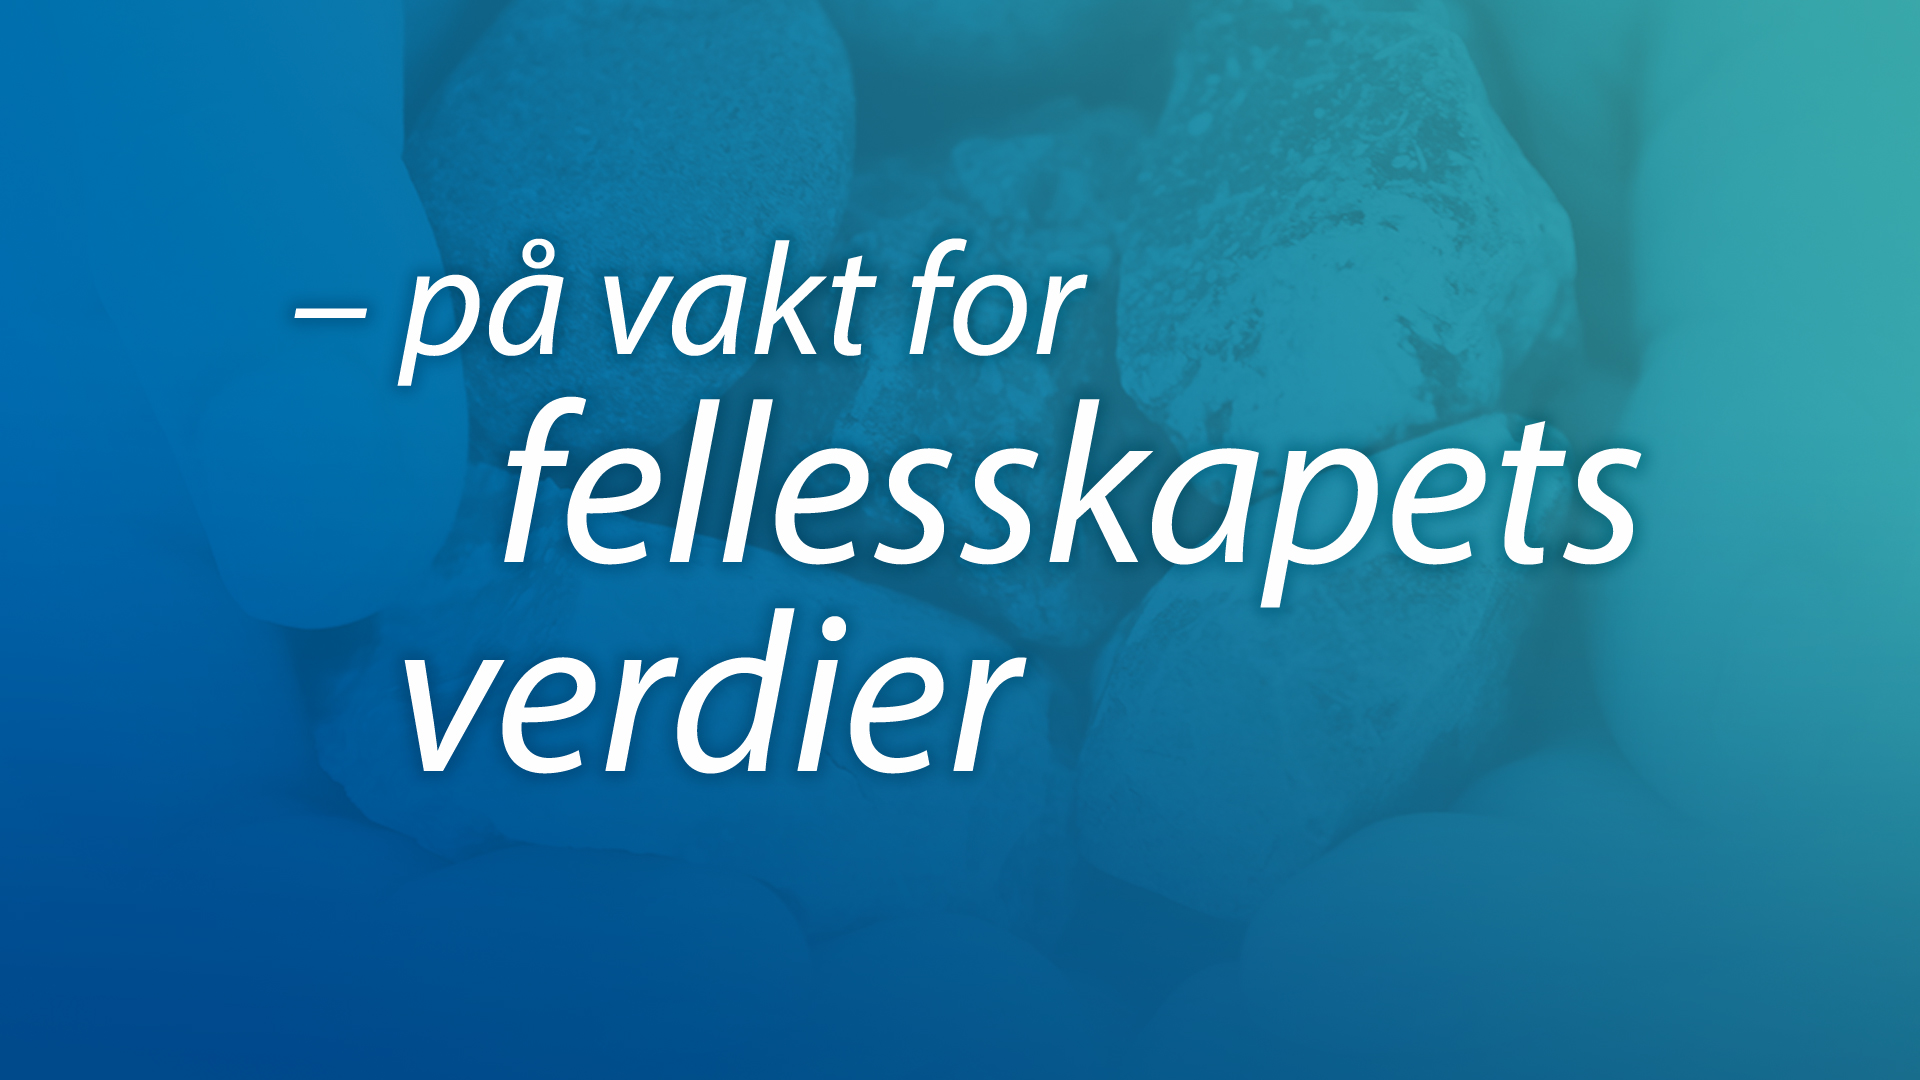 – på vakt for
fellesskapets
verdier